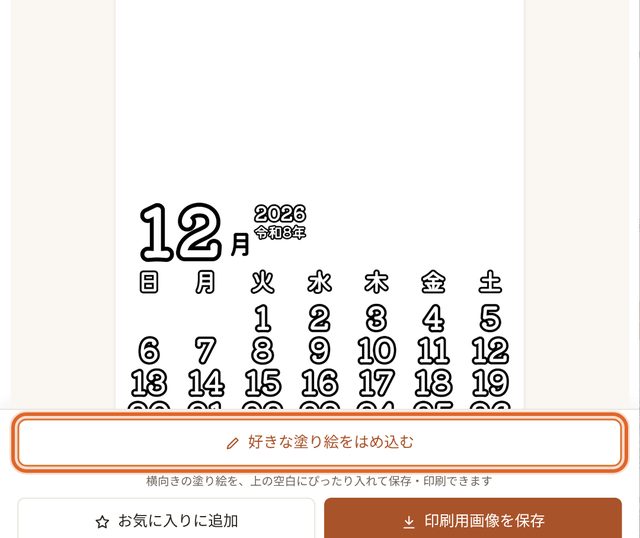 12月 2026
令和8年
日 月 火 水 木 金 土
1 2 3 4 5
6 7 8 9 10 11 12
13 14 15 16 17 18 19
好きな塗り絵をはめ込む
横向きの塗り絵を、上の空白にぴったり入れて保存・印刷できます
お気に入りに追加 印刷用画像を保存